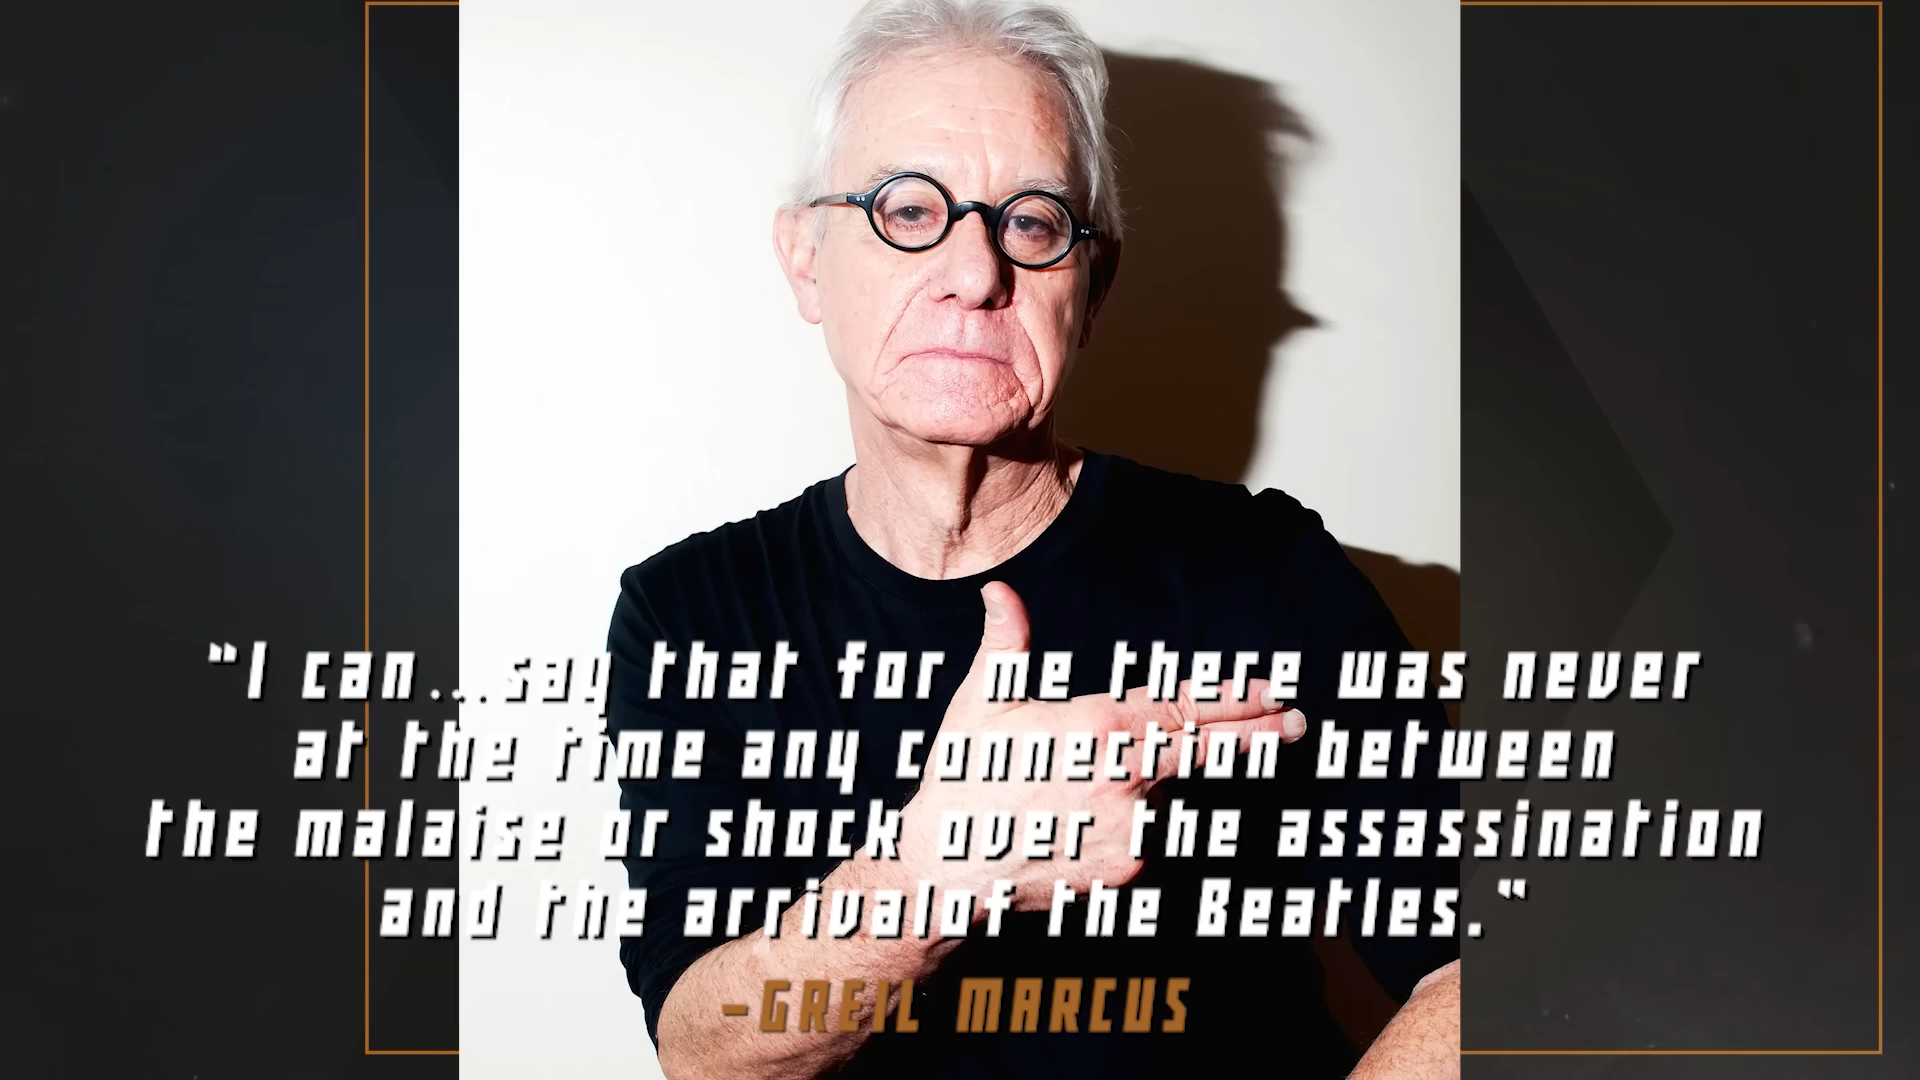 "I can...say that for me there was never
at the time any connection between
the malaise or shock over the assassination
and the arrivalof the Beatles."
-GREIL MARCUS